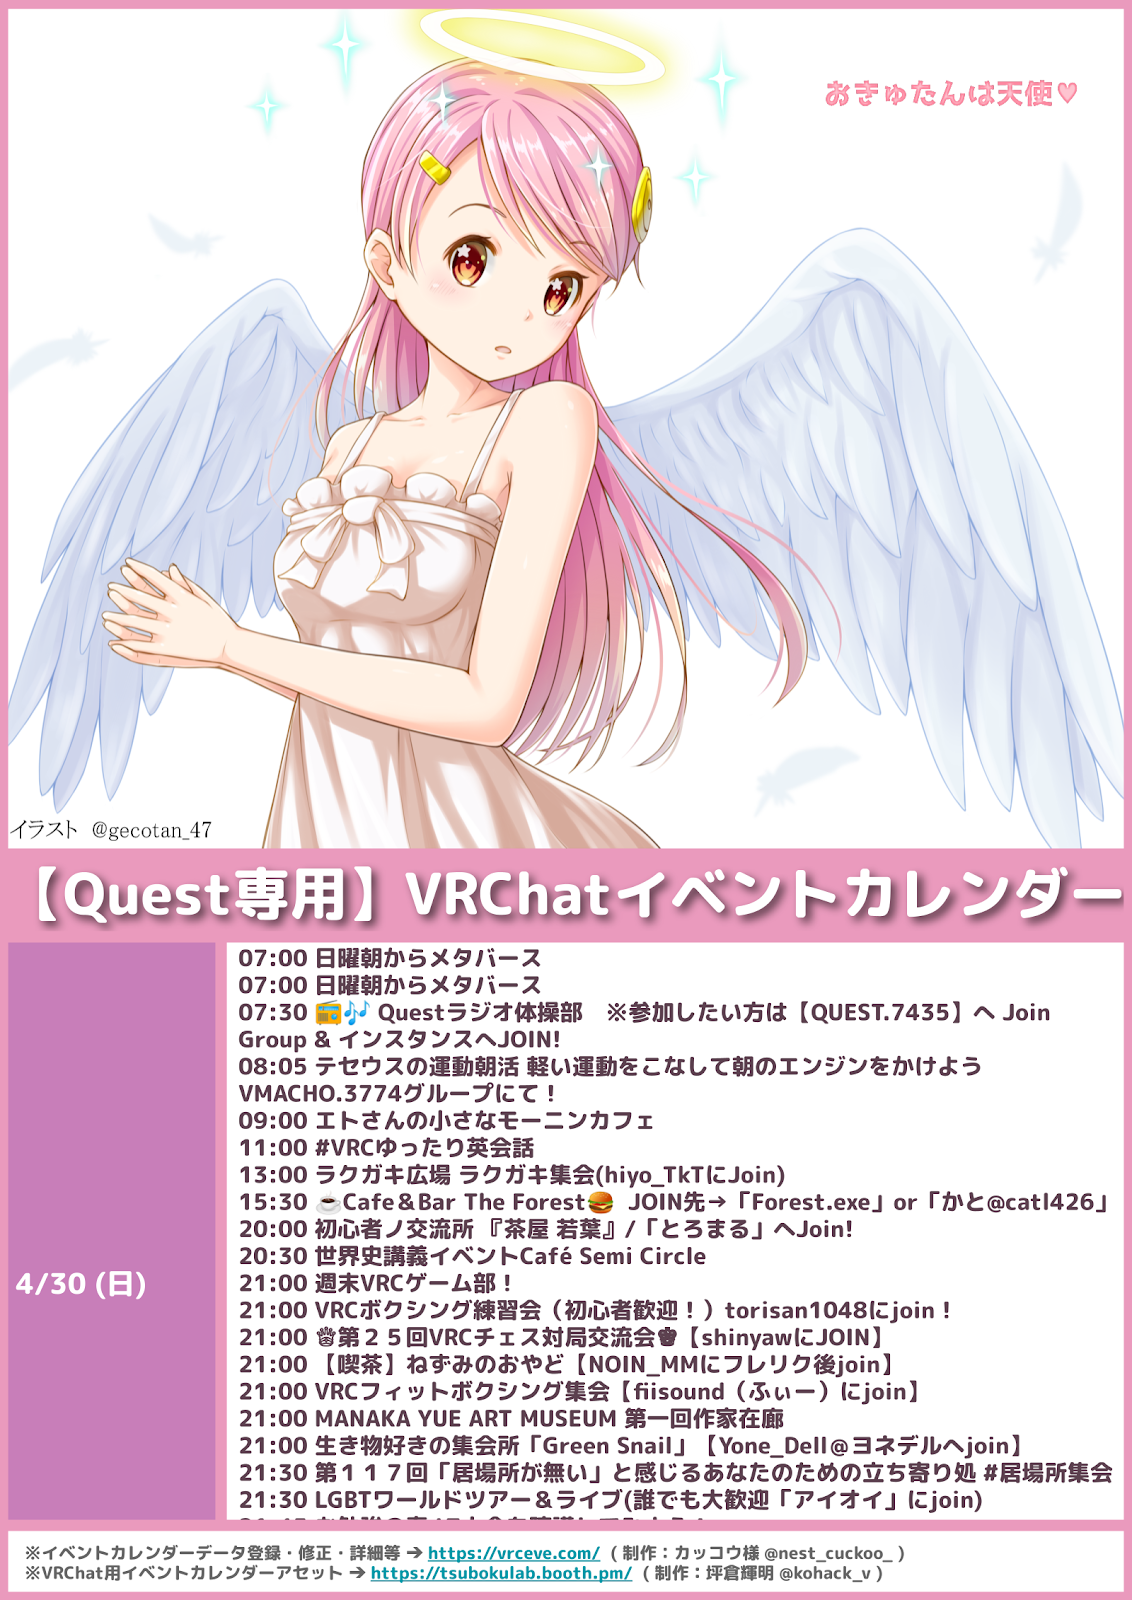 おきゅたんは天使♥
イラスト @gecotan_47
【Quest専用】VRChatイベントカレンダー
4/30 (日)
07:00 日曜朝からメタバース
07:00 日曜朝からメタバース
07:30 📻🎶 Questラジオ体操部　※参加したい方は【QUEST.7435】へ Join
Group & インスタンスへJOIN!
08:05 テセウスの運動朝活 軽い運動をこなして朝のエンジンをかけよう
VMACHO.3774グループにて！
09:00 エトさんの小さなモーニンカフェ
11:00 #VRCゆったり英会話
13:00 ラクガキ広場 ラクガキ集会(hiyo_TkTにJoin)
15:30 ☕Cafe＆Bar The Forest🍔 JOIN先→「Forest.exe」or「かと@catl426」
20:00 初心者ノ交流所 『茶屋 若葉』/「とろまる」へJoin!
20:30 世界史講義イベントCafé Semi Circle
21:00 週末VRCゲーム部！
21:00 VRCボクシング練習会（初心者歓迎！）torisan1048にjoin！
21:00 ♕第２５回VRCチェス対局交流会♚【shinyawにJOIN】
21:00 【喫茶】ねずみのおやど【NOIN_MMにフレリク後join】
21:00 VRCフィットボクシング集会【fiisound（ふぃー）にjoin】
21:00 MANAKA YUE ART MUSEUM 第一回作家在廊
21:00 生き物好きの集会所「Green Snail」【Yone_Dell＠ヨネデルへjoin】
21:30 第１１７回「居場所が無い」と感じるあなたのための立ち寄り処 #居場所集会
21:30 LGBTワールドツアー＆ライブ(誰でも大歓迎「アイオイ」にjoin)
※イベントカレンダーデータ登録・修正・詳細等 → https://vrceve.com/ ( 制作：カッコウ様 @nest_cuckoo_ )
※VRChat用イベントカレンダーアセット → https://tsubokulab.booth.pm/ ( 制作：坪倉輝明 @kohack_v )